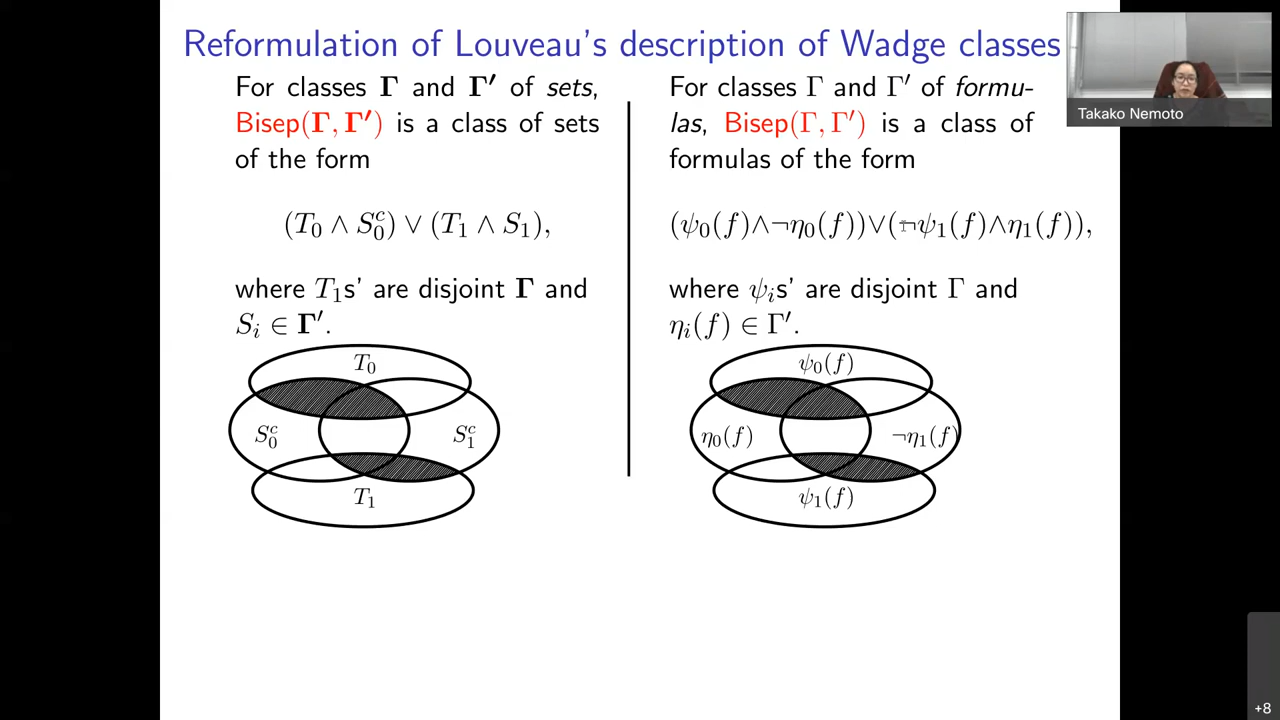 Reformulation of Louveau's description of Wadge classes
For classes Γ and Γ′ of sets,
Bisep(Γ, Γ′) is a class of sets
of the form
(T₀ ∧ S₀ᶜ) ∨ (T₁ ∧ S₁),
where T₁s' are disjoint Γ and
Sᵢ ∈ Γ′.
T₀
S₀ᶜ
S₁ᶜ
T₁
For classes Γ and Γ′ of formu-
las, Bisep(Γ, Γ′) is a class of
formulas of the form
(ψ₀(f)∧¬η₀(f))∨(¬ψ₁(f)∧η₁(f)),
where ψᵢs' are disjoint Γ and
ηᵢ(f) ∈ Γ′.
ψ₀(f)
η₀(f)
¬η₁(f)
ψ₁(f)
Takako Nemoto
+8